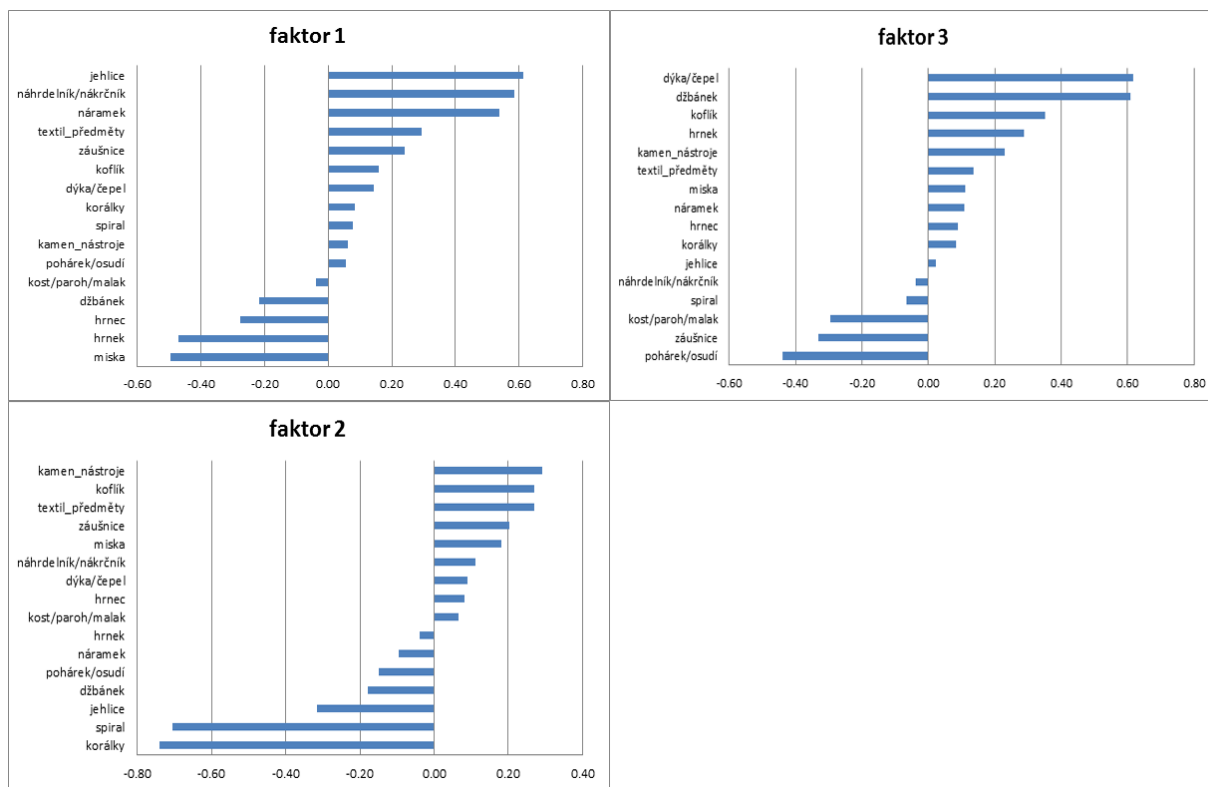 faktor 1
jehlice
náhrdelník/nákrčník
náramek
textil_předměty
záušnice
koflík
dýka/čepel
korálky
spiral
kamen_nástroje
pohárek/osudí
kost/paroh/malak
džbánek
hrnec
hrnek
miska
-0.60 -0.40 -0.20 0.00 0.20 0.40 0.60 0.80
faktor 3
dýka/čepel
džbánek
koflík
hrnek
kamen_nástroje
textil_předměty
miska
náramek
hrnec
korálky
jehlice
náhrdelník/nákrčník
spiral
kost/paroh/malak
záušnice
pohárek/osudí
-0.60 -0.40 -0.20 0.00 0.20 0.40 0.60 0.80
faktor 2
kamen_nástroje
koflík
textil_předměty
záušnice
miska
náhrdelník/nákrčník
dýka/čepel
hrnec
kost/paroh/malak
hrnek
náramek
pohárek/osudí
džbánek
jehlice
spiral
korálky
-0.80 -0.60 -0.40 -0.20 0.00 0.20 0.40